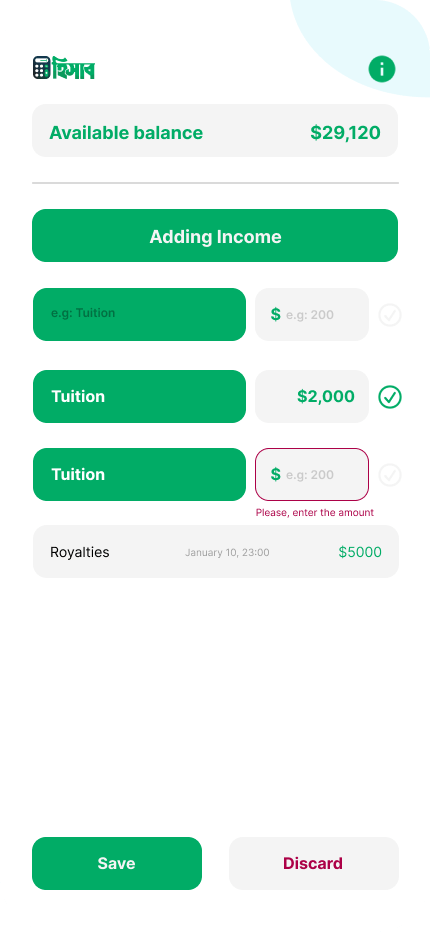 হিসাব
Available balance $29,120
Adding Income
e.g: Tuition $ e.g: 200
Tuition $2,000
Tuition $ e.g: 200
Please, enter the amount
Royalties January 10, 23:00 $5000
Save Discard